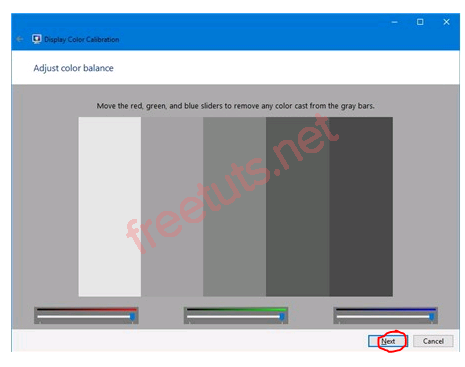 Display Color Calibration
Adjust color balance
Move the red, green, and blue sliders to remove any color cast from the gray bars.
freetuts.net
Next
Cancel